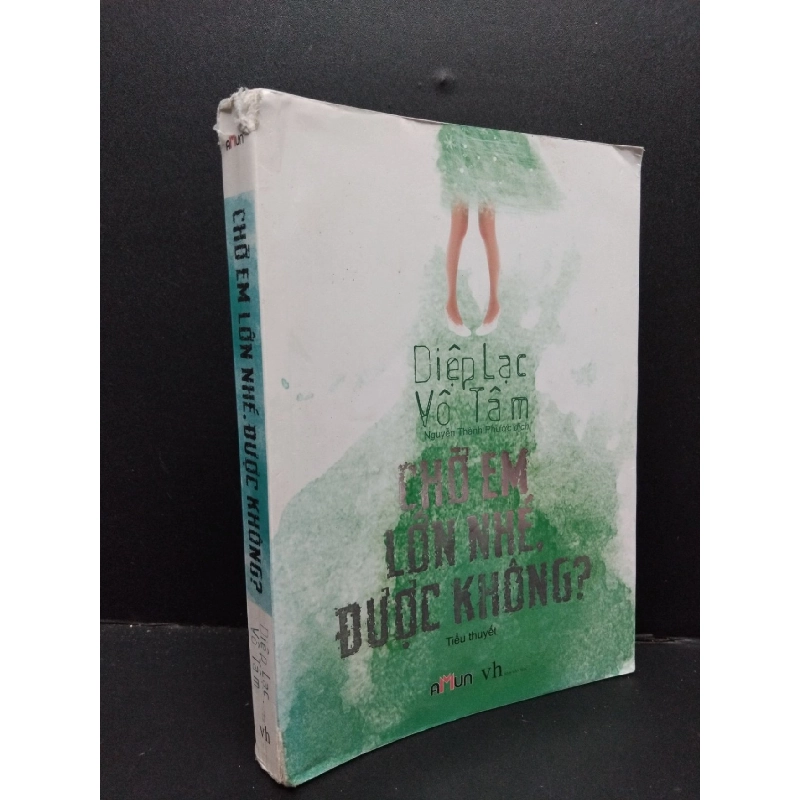 AMUN
CHỜ EM LỚN NHÉ, ĐƯỢC KHÔNG?
Diệp Lạc
Vô Tâm
vh
Diệp Lạc
Vô Tâm
Nguyễn Thành Phước dịch
CHỜ EM
LỚN NHÉ,
ĐƯỢC KHÔNG?
Tiểu thuyết
AMUN vh